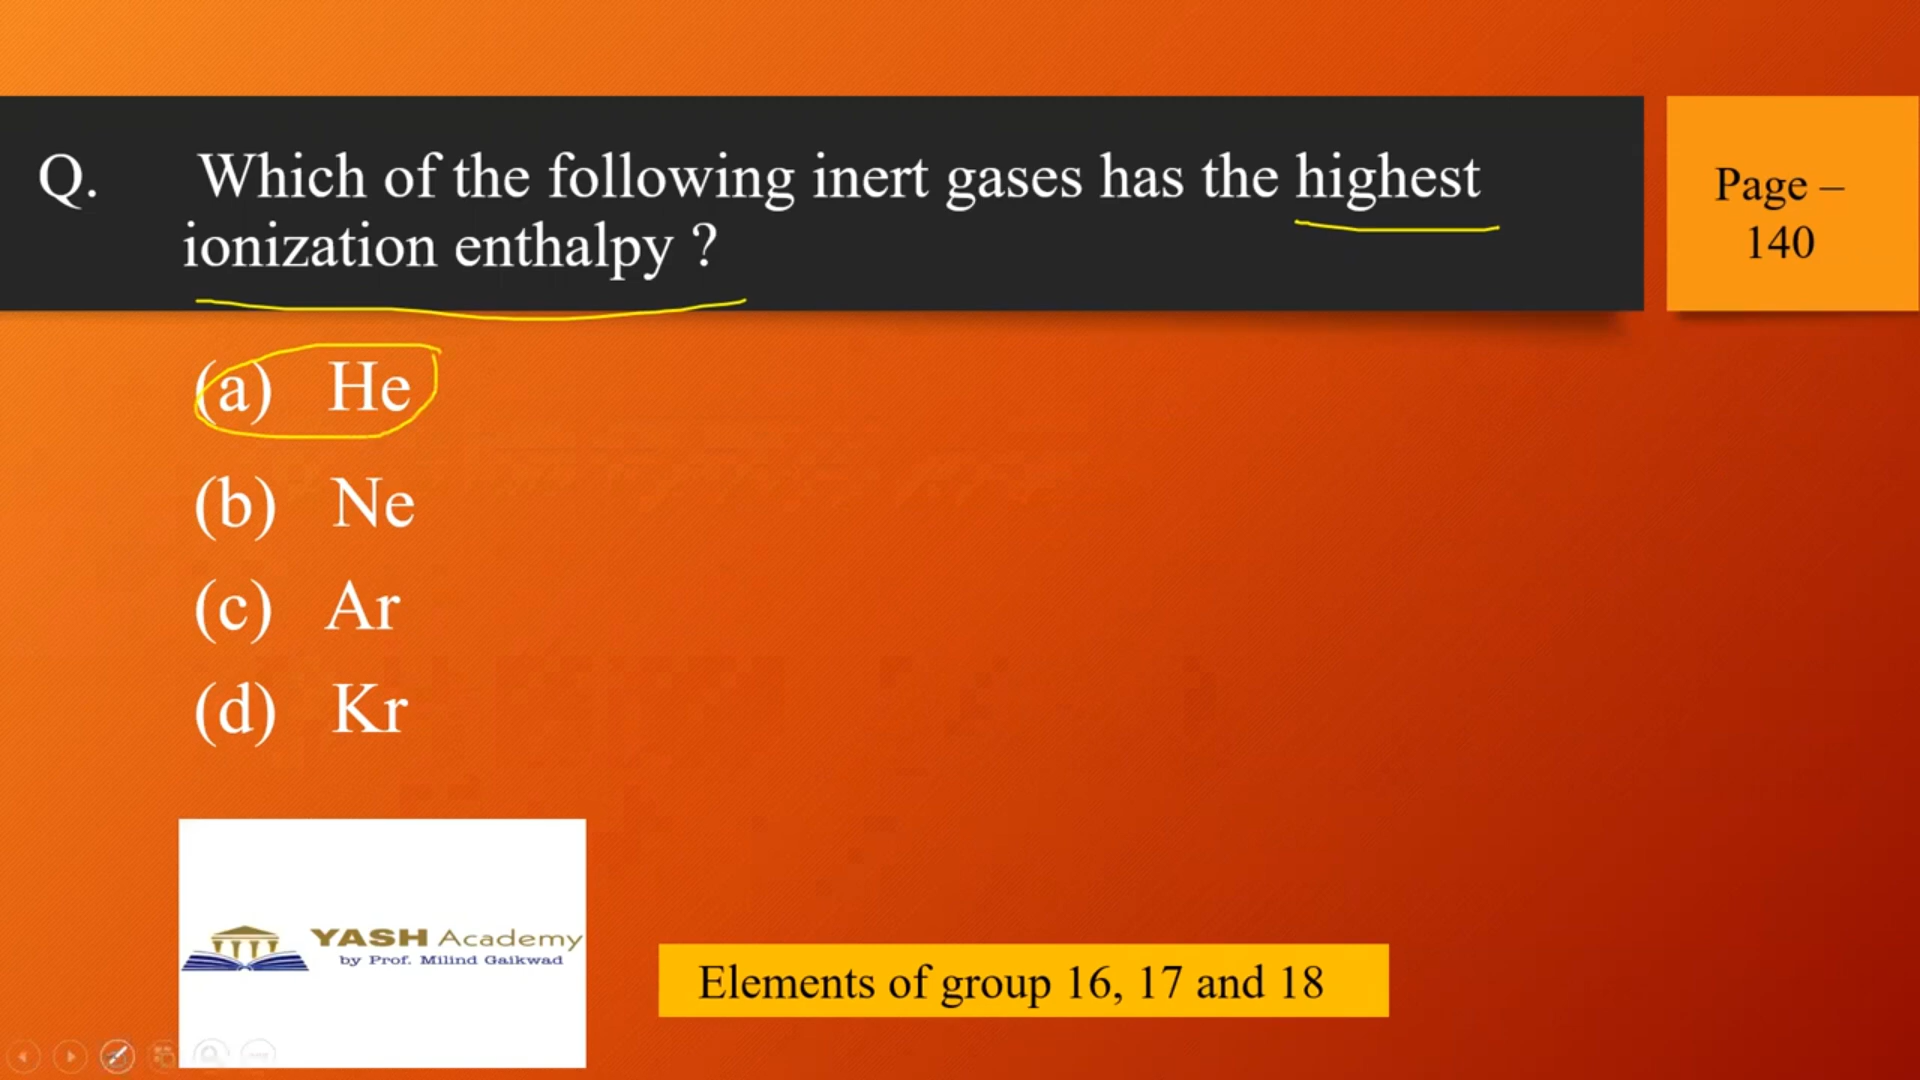 Q. Which of the following inert gases has the highest
ionization enthalpy ?
Page –
140
(a) He
(b) Ne
(c) Ar
(d) Kr
YASH Academy
by Prof. Milind Gaikwad
Elements of group 16, 17 and 18